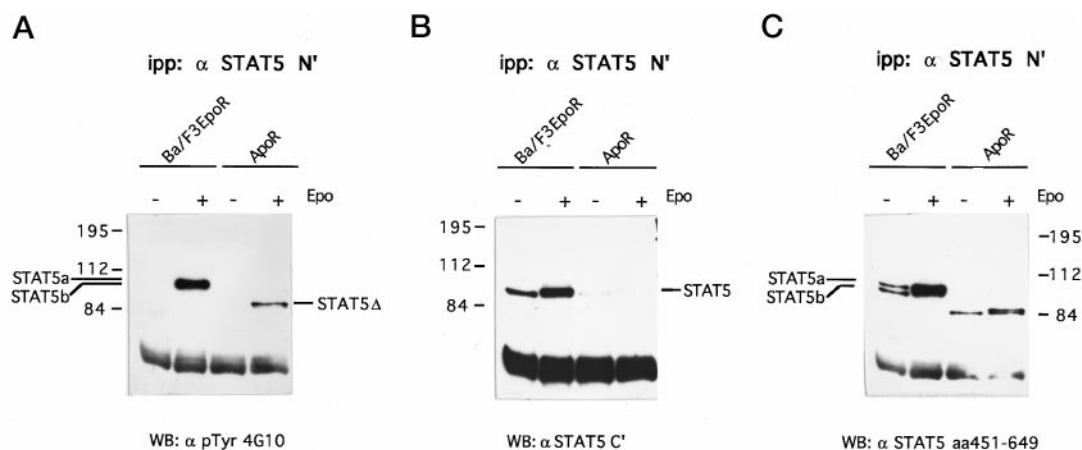 A
ipp: α STAT5 N'
Ba/F3EpoR
ApoR
- + - + Epo
195 –
112 –
84 –
STAT5a
STAT5b
STAT5Δ
WB: α pTyr 4G10
B
ipp: α STAT5 N'
Ba/F3EpoR
ApoR
- + - + Epo
195 –
112 –
84 –
STAT5
WB: α STAT5 C'
C
ipp: α STAT5 N'
Ba/F3EpoR
ApoR
- + - + Epo
STAT5a
STAT5b
–195
–112
– 84
WB: α STAT5 aa451-649